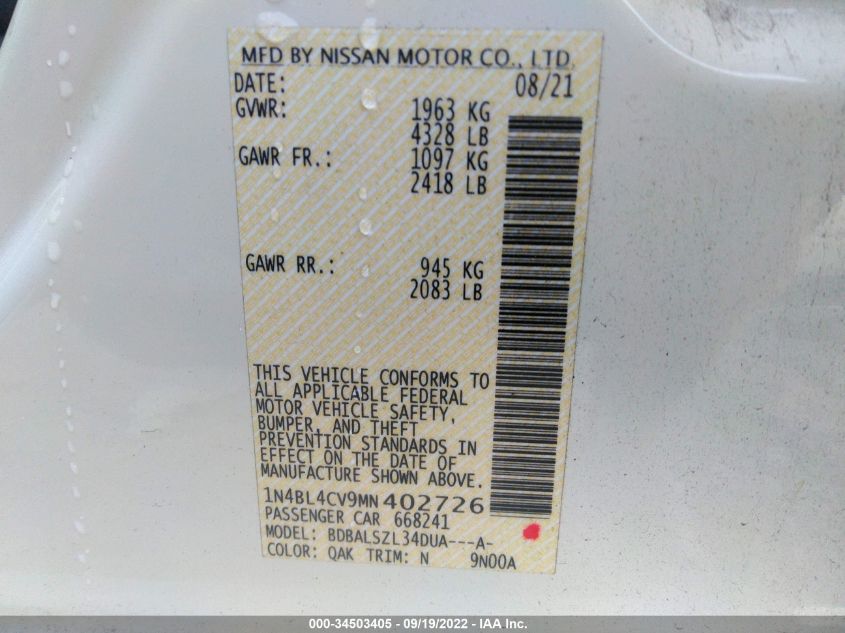 MFD BY NISSAN MOTOR CO., LTD.
DATE: 08/21
GVWR: 1963 KG
4328 LB
GAWR FR.: 1097 KG
2418 LB
GAWR RR.: 945 KG
2083 LB
THIS VEHICLE CONFORMS TO
ALL APPLICABLE FEDERAL
MOTOR VEHICLE SAFETY,
BUMPER, AND THEFT
PREVENTION STANDARDS IN
EFFECT ON THE DATE OF
MANUFACTURE SHOWN ABOVE.
1N4BL4CV9MN402726
PASSENGER CAR 668241
MODEL: BDBALSZL34DUA---A-
COLOR: QAK TRIM: N 9N00A
000-34503405 - 09/19/2022 - IAA Inc.